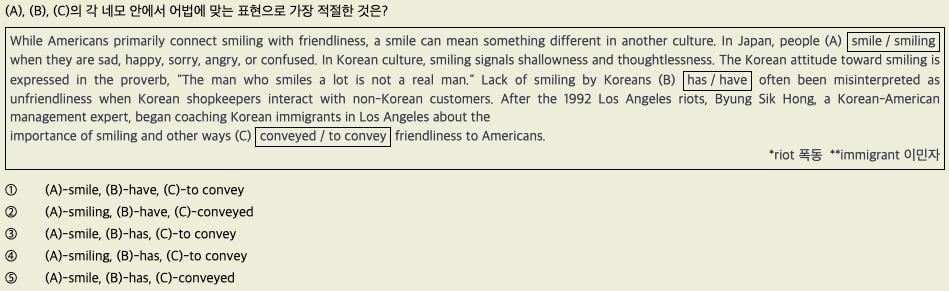 (A), (B), (C)의 각 네모 안에서 어법에 맞는 표현으로 가장 적절한 것은?
While Americans primarily connect smiling with friendliness, a smile can mean something different in another culture. In Japan, people (A) smile / smiling
when they are sad, happy, sorry, angry, or confused. In Korean culture, smiling signals shallowness and thoughtlessness. The Korean attitude toward smiling is
expressed in the proverb, "The man who smiles a lot is not a real man." Lack of smiling by Koreans (B) has / have often been misinterpreted as
unfriendliness when Korean shopkeepers interact with non-Korean customers. After the 1992 Los Angeles riots, Byung Sik Hong, a Korean-American
management expert, began coaching Korean immigrants in Los Angeles about the
importance of smiling and other ways (C) conveyed / to convey friendliness to Americans.
*riot 폭동 **immigrant 이민자
① (A)-smile, (B)-have, (C)-to convey
② (A)-smiling, (B)-have, (C)-conveyed
③ (A)-smile, (B)-has, (C)-to convey
④ (A)-smiling, (B)-has, (C)-to convey
⑤ (A)-smile, (B)-has, (C)-conveyed